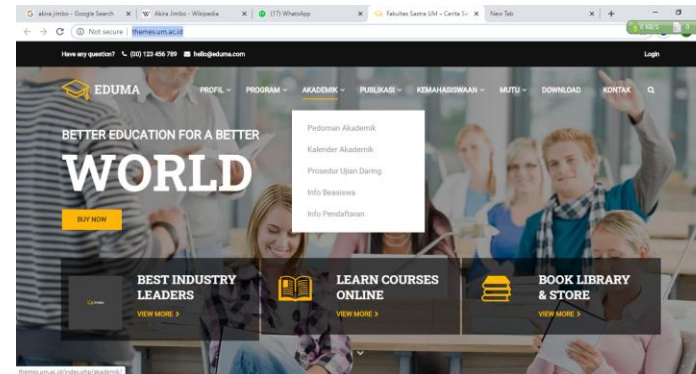 akira jimbo - Google Search
Akira Jimbo - Wikipedia
(17) WhatsApp
Fakultas Sastra UM – Cerita Se
New Tab
Not secure | themes.um.ac.id
0 KB/S
Have any question? (00) 123 456 789 hello@eduma.com
Login
EDUMA
PROFIL PROGRAM AKADEMIK PUBLIKASI KEMAHASISWAAN MUTU DOWNLOAD KONTAK
Pedoman Akademik
Kalender Akademik
Prosedur Ujian Daring
Info Beasiswa
Info Pendaftaran
BETTER EDUCATION FOR A BETTER
WORLD
BUY NOW
BEST INDUSTRY
LEADERS
VIEW MORE >
LEARN COURSES
ONLINE
VIEW MORE >
BOOK LIBRARY
& STORE
VIEW MORE >
themes.um.ac.id/index.php/akademik/